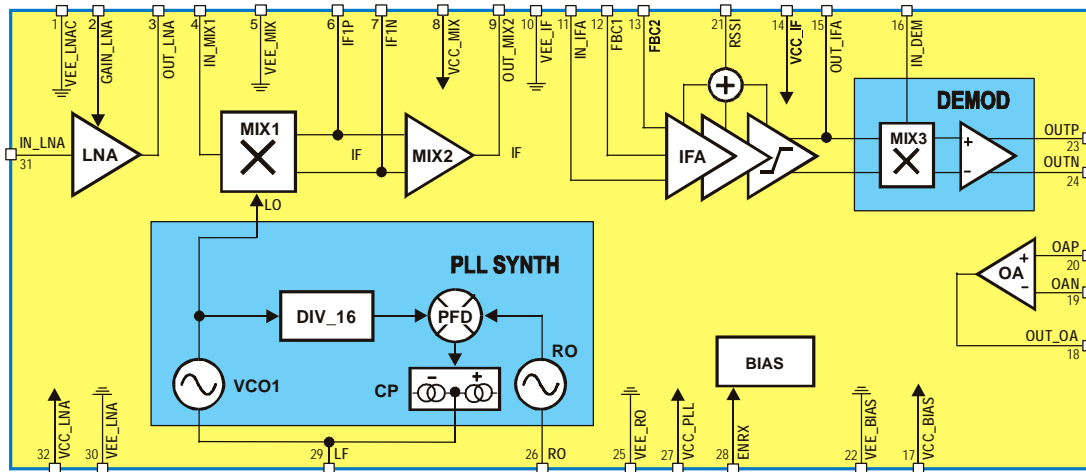 1 2 3 4 5 6 7 8 9 10 11 12 13 21 14 15 16
VEE_LNAC
GAIN_LNA
OUT_LNA
IN_MIX1
VEE_MIX
IF1P
IF1N
VCC_MIX
OUT_MIX2
VEE_IF
IN_IFA
FBC1
FBC2
RSSI
VCC_IF
OUT_IFA
IN_DEM
IN_LNA
31
LNA
MIX1
IF
MIX2
IF
LO
+
IFA
DEMOD
MIX3
+
−
OUTP
23
OUTN
24
PLL SYNTH
DIV_16
PFD
RO
VCO1
CP
− +
BIAS
OA
+
−
OAP
20
OAN
19
OUT_OA
18
32
VCC_LNA
30
VEE_LNA
29
LF
26
RO
25
VEE_RO
27
VCC_PLL
28
ENRX
22
VEE_BIAS
17
VCC_BIAS